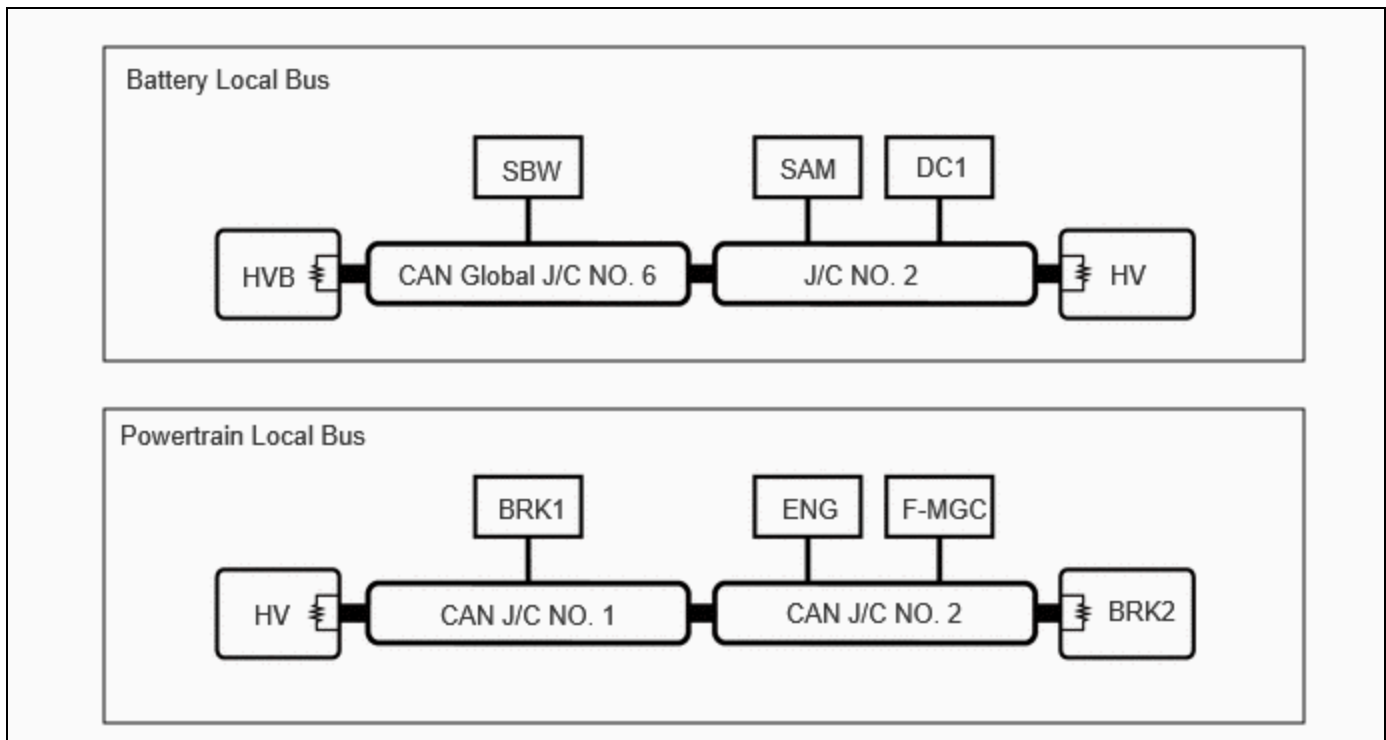 Battery Local Bus
SBW
SAM
DC1
HVB
CAN Global J/C NO. 6
J/C NO. 2
HV
Powertrain Local Bus
BRK1
ENG
F-MGC
HV
CAN J/C NO. 1
CAN J/C NO. 2
BRK2